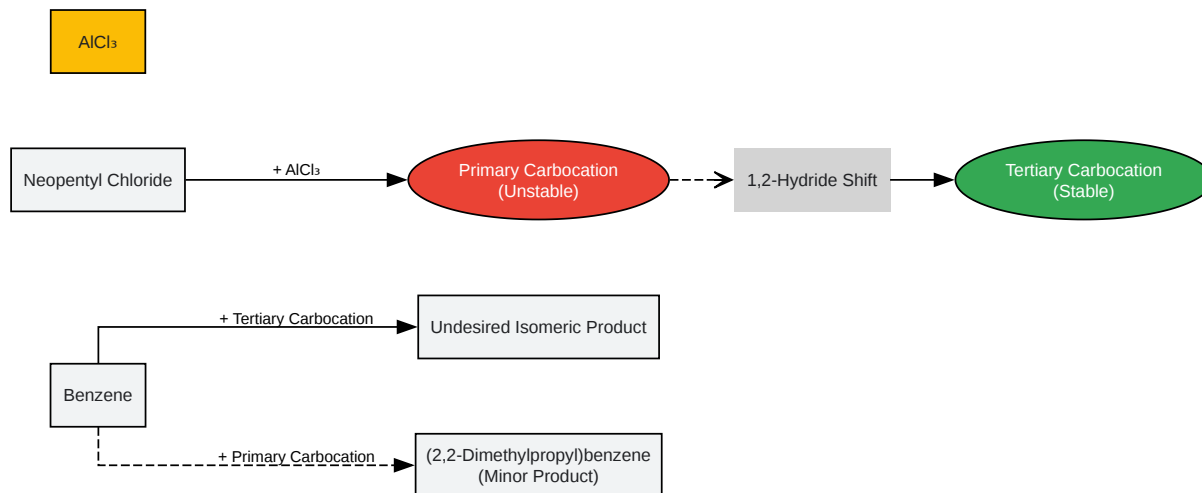 AlCl₃
Neopentyl Chloride
+ AlCl₃
Primary Carbocation
(Unstable)
1,2-Hydride Shift
Tertiary Carbocation
(Stable)
+ Tertiary Carbocation
Undesired Isomeric Product
Benzene
+ Primary Carbocation
(2,2-Dimethylpropyl)benzene
(Minor Product)